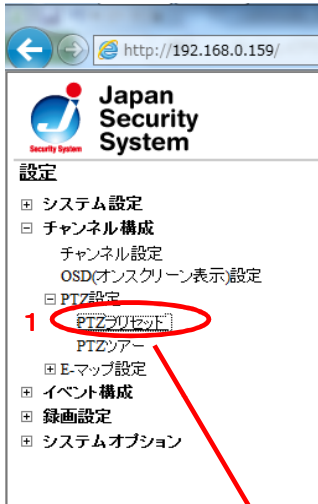 http://192.168.0.159/
Japan
Security
System
Security System
設定
システム設定
チャンネル構成
チャンネル設定
OSD(オンスクリーン表示)設定
PTZ設定
1 PTZプリセット
PTZツアー
E-マップ設定
イベント構成
録画設定
システムオプション